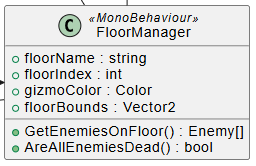 «MonoBehaviour»
C FloorManager
floorName : string
floorIndex : int
gizmoColor : Color
floorBounds : Vector2
GetEnemiesOnFloor() : Enemy[]
AreAllEnemiesDead() : bool